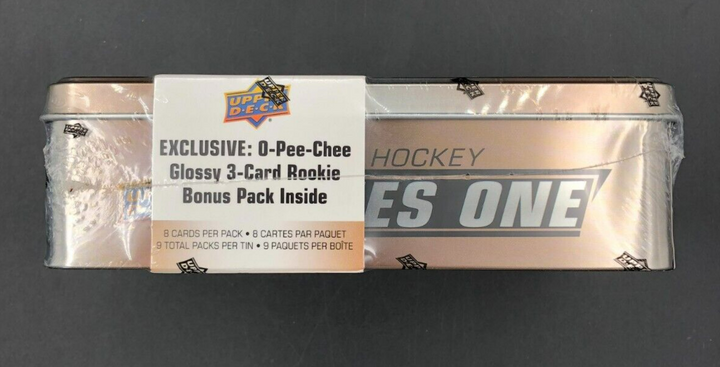 UPPER
D·E·C·K
EXCLUSIVE: O-Pee-Chee
Glossy 3-Card Rookie
Bonus Pack Inside
8 CARDS PER PACK • 8 CARTES PAR PAQUET
9 TOTAL PACKS PER TIN • 9 PAQUETS PER BOÎTE
HOCKEY
ES ONE